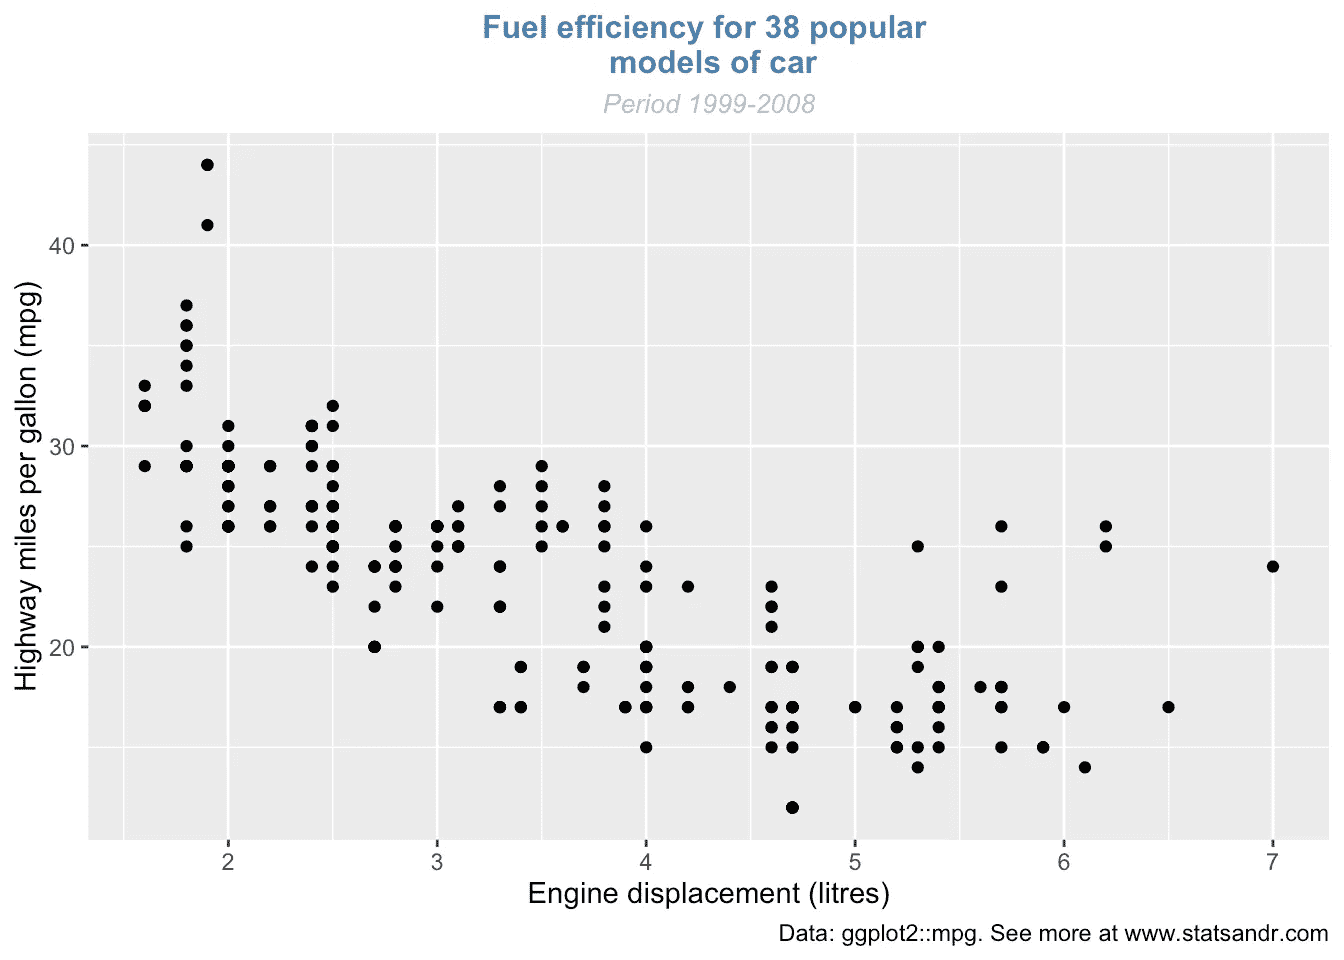 Fuel efficiency for 38 popular
models of car
Period 1999-2008
Highway miles per gallon (mpg)
40
30
20
2 3 4 5 6 7
Engine displacement (litres)
Data: ggplot2::mpg. See more at www.statsandr.com